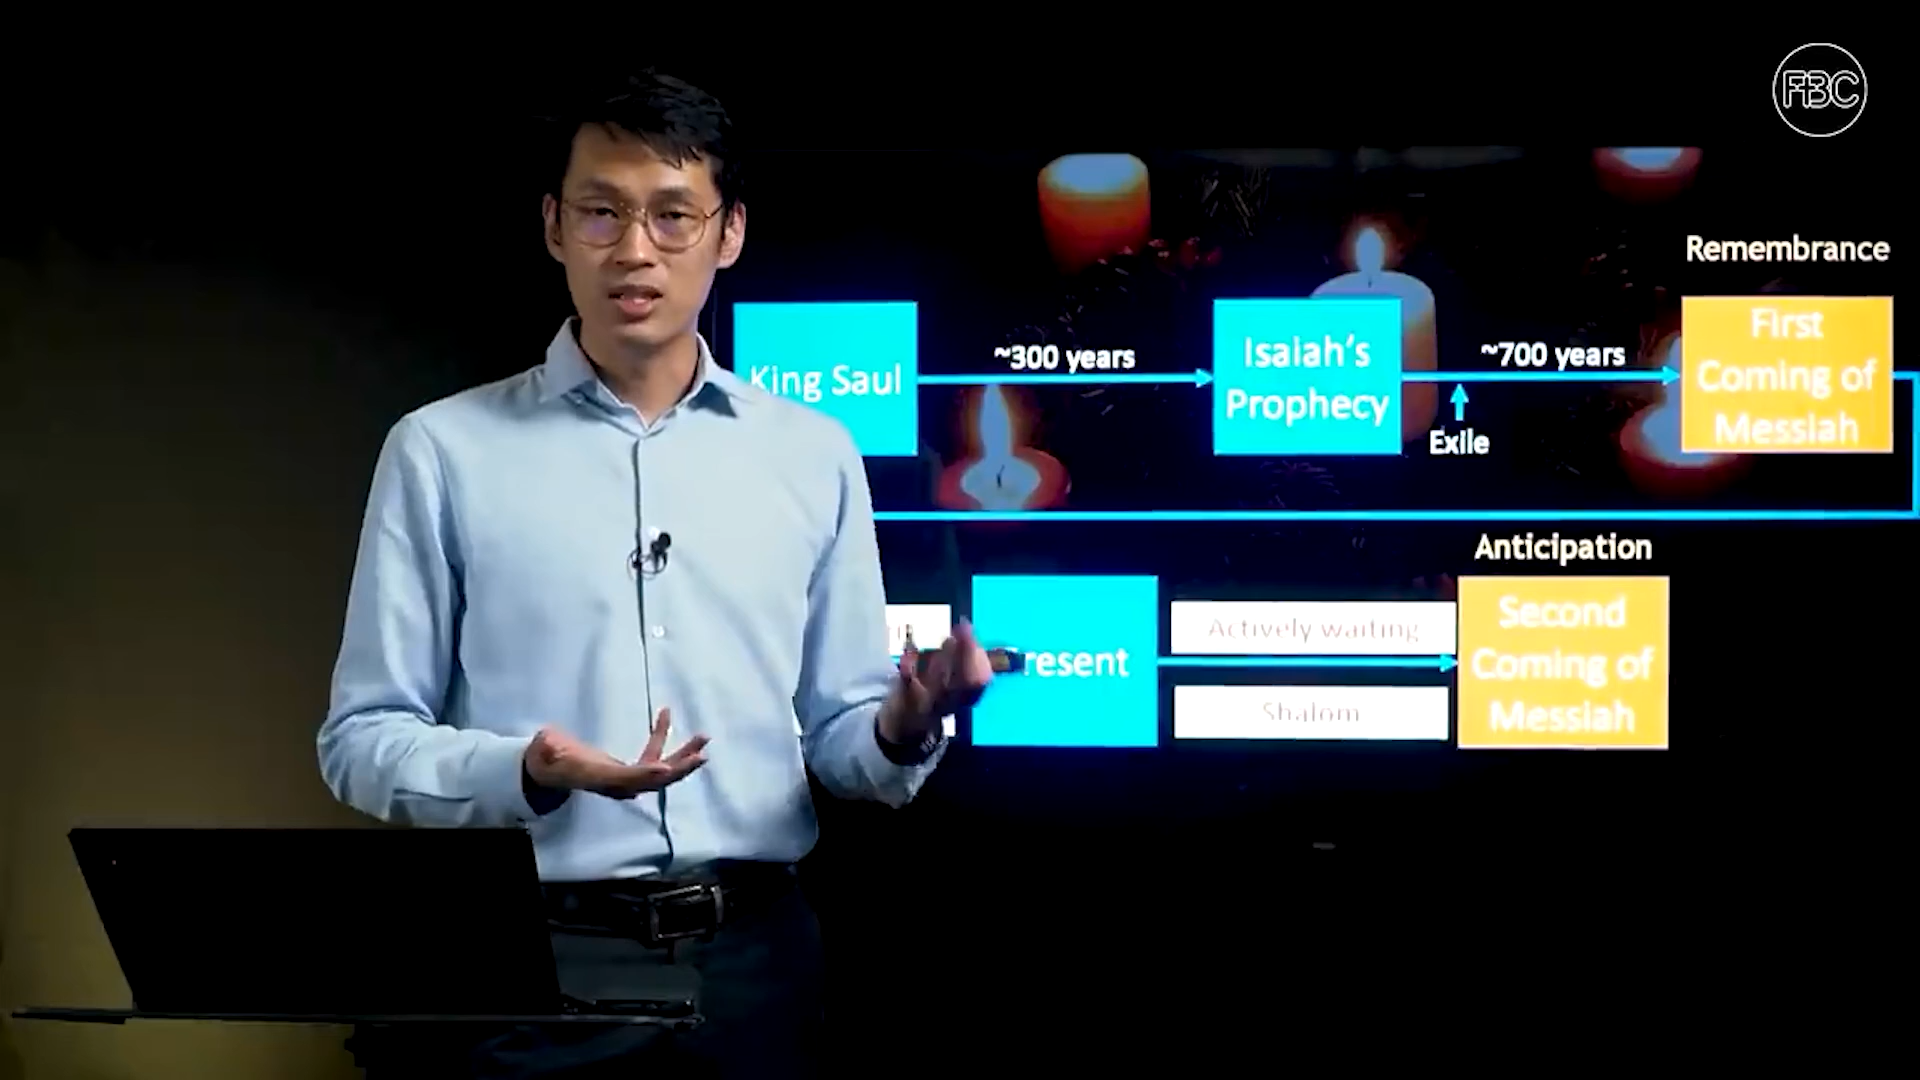 FBC
Remembrance
King Saul
~300 years
Isaiah's
Prophecy
~700 years
Exile
First
Coming of
Messiah
Anticipation
Present
Actively waiting
Shalom
Second
Coming of
Messiah